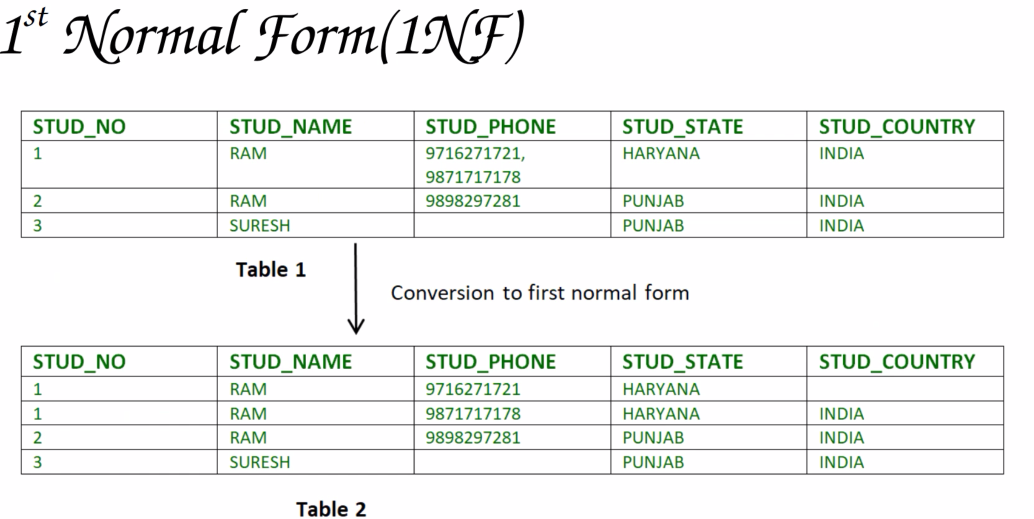 1st Normal Form(1NF)
STUD_NO STUD_NAME STUD_PHONE STUD_STATE STUD_COUNTRY
1 RAM 9716271721, HARYANA INDIA
9871717178
2 RAM 9898297281 PUNJAB INDIA
3 SURESH PUNJAB INDIA
Table 1
Conversion to first normal form
STUD_NO STUD_NAME STUD_PHONE STUD_STATE STUD_COUNTRY
1 RAM 9716271721 HARYANA
1 RAM 9871717178 HARYANA INDIA
2 RAM 9898297281 PUNJAB INDIA
3 SURESH PUNJAB INDIA
Table 2